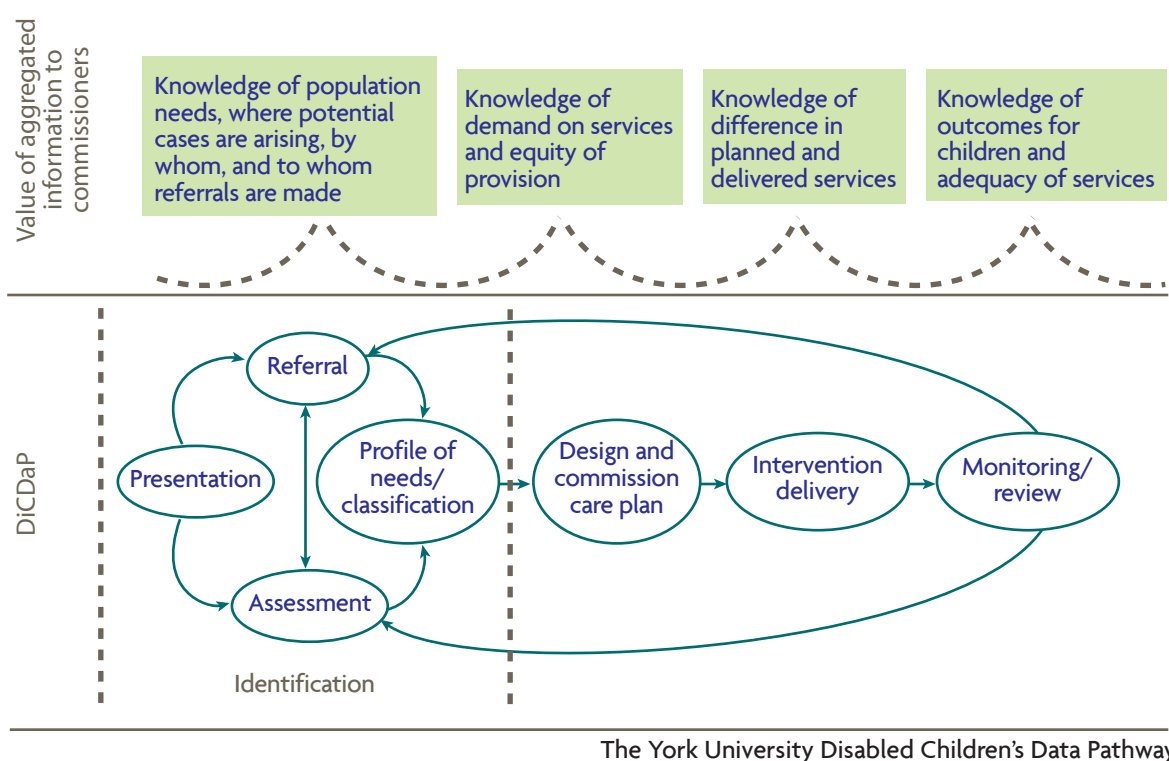 Value of aggregated
information to
commissioners
Knowledge of population
needs, where potential
cases are arising, by
whom, and to whom
referrals are made
Knowledge of
demand on services
and equity of
provision
Knowledge of
difference in
planned and
delivered services
Knowledge of
outcomes for
children and
adequacy of services
DiCDaP
Referral
Presentation
Profile of
needs/
classification
Assessment
Identification
Design and
commission
care plan
Intervention
delivery
Monitoring/
review
The York University Disabled Children’s Data Pathway